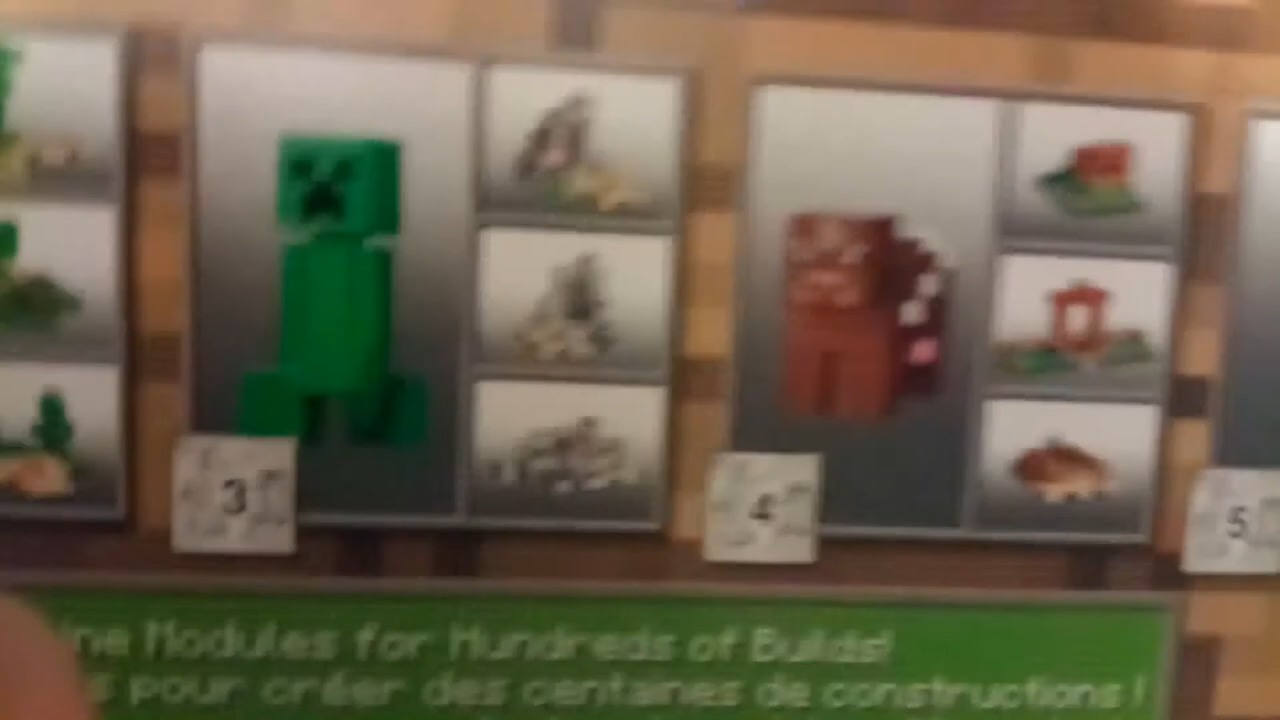 3
4
5
Modules for Hundreds of Builds!
pour créer des centaines de constructions !